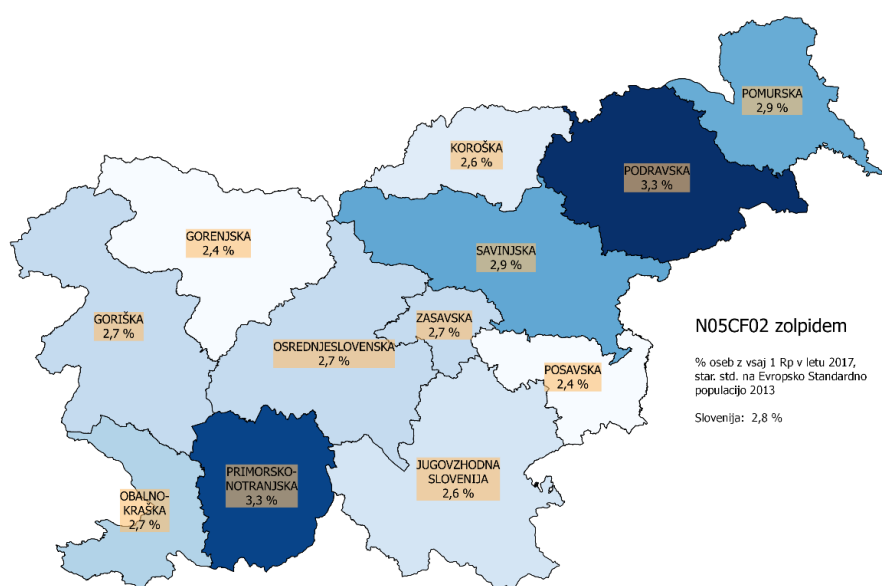 POMURSKA
2,9 %
KOROŠKA
2,6 %
PODRAVSKA
3,3 %
GORENJSKA
2,4 %
SAVINJSKA
2,9 %
GORIŠKA
2,7 %
ZASAVSKA
2,7 %
OSREDNJESLOVENSKA
2,7 %
POSAVSKA
2,4 %
N05CF02 zolpidem
% oseb z vsaj 1 Rp v letu 2017,
star. std. na Evropsko Standardno
populacijo 2013
Slovenija: 2,8 %
PRIMORSKO-
NOTRANJSKA
3,3 %
JUGOVZHODNA
SLOVENIJA
2,6 %
OBALNO-
KRAŠKA
2,7 %